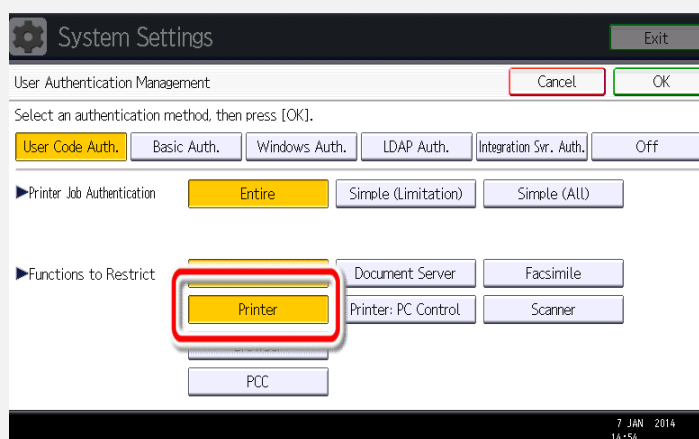 System Settings
Exit
User Authentication Management
Cancel
OK
Select an authentication method, then press [OK].
User Code Auth.
Basic Auth.
Windows Auth.
LDAP Auth.
Integration Svr. Auth.
Off
►Printer Job Authentication
Entire
Simple (Limitation)
Simple (All)
►Functions to Restrict
Document Server
Facsimile
Printer
Printer: PC Control
Scanner
PCC
7 JAN 2014
14:54